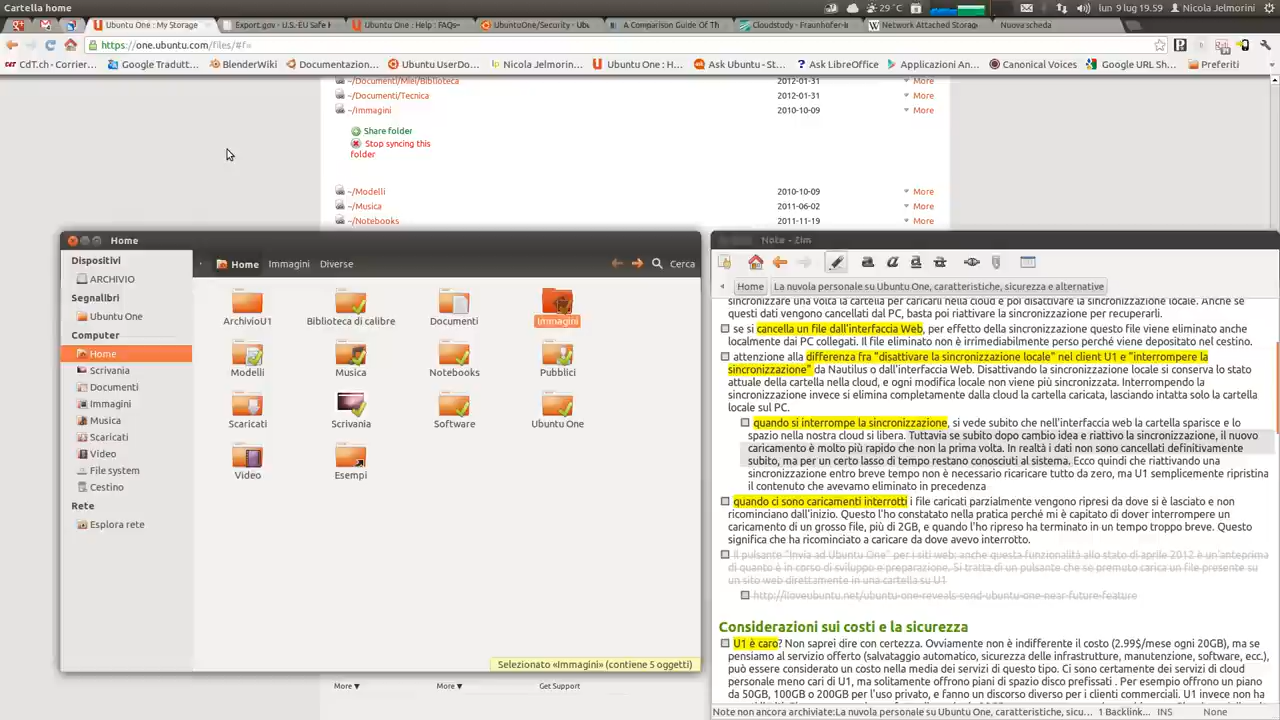 Cartella home
29 °C
lun 9 lug 19.59
Nicola Jelmorini
Ubuntu One : My Storage
Export.gov - U.S.-EU Safe H
Ubuntu One : Help : FAQs-
UbuntuOne/Security - Ubu
A Comparison Guide Of Th
Cloudstudy - Fraunhofer-I
Network Attached Storag
Nuova scheda
https://one.ubuntu.com/files/#f=
CdT.ch - Corrier...
Google Tradutt...
BlenderWiki
Documentazion...
Ubuntu UserDo...
Nicola Jelmorin...
Ubuntu One : H...
Ask Ubuntu - St...
Ask LibreOffice
Applicazioni An...
Canonical Voices
Google URL Sh...
Preferiti
~/Documenti/Miei/Biblioteca 2012-01-31 More
~/Documenti/Tecnica 2012-01-31 More
~/Immagini 2010-10-09 More
Share folder
Stop syncing this
folder
~/Modelli 2010-10-09 More
~/Musica 2011-06-02 More
~/Notebooks 2011-11-19 More
Home
Dispositivi
ARCHIVIO
Segnalibri
Ubuntu One
Computer
Home
Scrivania
Documenti
Immagini
Musica
Scaricati
Video
File system
Cestino
Rete
Esplora rete
Home Immagini Diverse Cerca
ArchivioU1 Biblioteca di calibre Documenti Immagini
Modelli Musica Notebooks Pubblici
Scaricati Scrivania Software Ubuntu One
Video Esempi
Selezionato «Immagini» (contiene 5 oggetti)
More ▼ More ▼ Get Support
Note - Zim
Home La nuvola personale su Ubuntu One, caratteristiche, sicurezza e alternative
sincronizzare una volta la cartella per caricarli nella cloud e poi disattivare la sincronizzazione locale. Anche se
questi dati vengono cancellati dal PC, basta poi riattivare la sincronizzazione per recuperarli.
se si cancella un file dall'interfaccia Web, per effetto della sincronizzazione questo file viene eliminato anche
localmente dai PC collegati. Il file eliminato non è irrimediabilmente perso perché viene depositato nel cestino.
attenzione alla differenza fra "disattivare la sincronizzazione locale" nel client U1 e "interrompere la
sincronizzazione" da Nautilus o dall'interfaccia Web. Disattivando la sincronizzazione locale si conserva lo stato
attuale della cartella nella cloud, e ogni modifica locale non viene più sincronizzata. Interrompendo la
sincronizzazione invece si elimina completamente dalla cloud la cartella caricata, lasciando intatta solo la cartella
locale sul PC.
quando si interrompe la sincronizzazione, si vede subito che nell'interfaccia web la cartella sparisce e lo
spazio nella nostra cloud si libera. Tuttavia se subito dopo cambio idea e riattivo la sincronizzazione, il nuovo
caricamento è molto più rapido che non la prima volta. In realtà i dati non sono cancellati definitivamente
subito, ma per un certo lasso di tempo restano conosciuti al sistema. Ecco quindi che riattivando una
sincronizzazione entro breve tempo non è necessario ricaricare tutto da zero, ma U1 semplicemente ripristina
il contenuto che avevamo eliminato in precedenza
quando ci sono caricamenti interrotti i file caricati parzialmente vengono ripresi da dove si è lasciato e non
ricominciano dall'inizio. Questo l'ho constatato nella pratica perché mi è capitato di dover interrompere un
caricamento di un grosso file, più di 2GB, e quando l'ho ripreso ha terminato in un tempo troppo breve. Questo
significa che ha ricominciato a caricare da dove avevo interrotto.
Il pulsante "Invia ad Ubuntu One" per i siti web: anche questa funzionalità allo stato di aprile 2012 è un'anteprima
di quanto è in corso di sviluppo e preparazione. Si tratta di un pulsante che se premuto carica un file presente su
un sito web direttamente in una cartella su U1
http://iloveubuntu.net/ubuntu-one-reveals-send-ubuntu-one-near-future-feature
Considerazioni sui costi e la sicurezza
U1 è caro? Non saprei dire con certezza. Ovviamente non è indifferente il costo (2.99$/mese ogni 20GB), ma se
pensiamo al servizio offerto (salvataggio automatico, sicurezza delle infrastrutture, manutenzione, software, ecc.),
può essere considerato un costo nella media dei servizi di questo tipo. Ci sono certamente dei servizi di cloud
personale meno cari di U1, ma solitamente offrono piani di spazio disco prefissati . Per esempio offrono un piano
da 50GB, 100GB o 200GB per l'uso privato, e fanno un discorso diverso per i clienti commerciali. U1 invece non ha
Note non ancora archiviate:La nuvola personale su Ubuntu One, caratteristiche, sicu... 1 Backlink... INS None